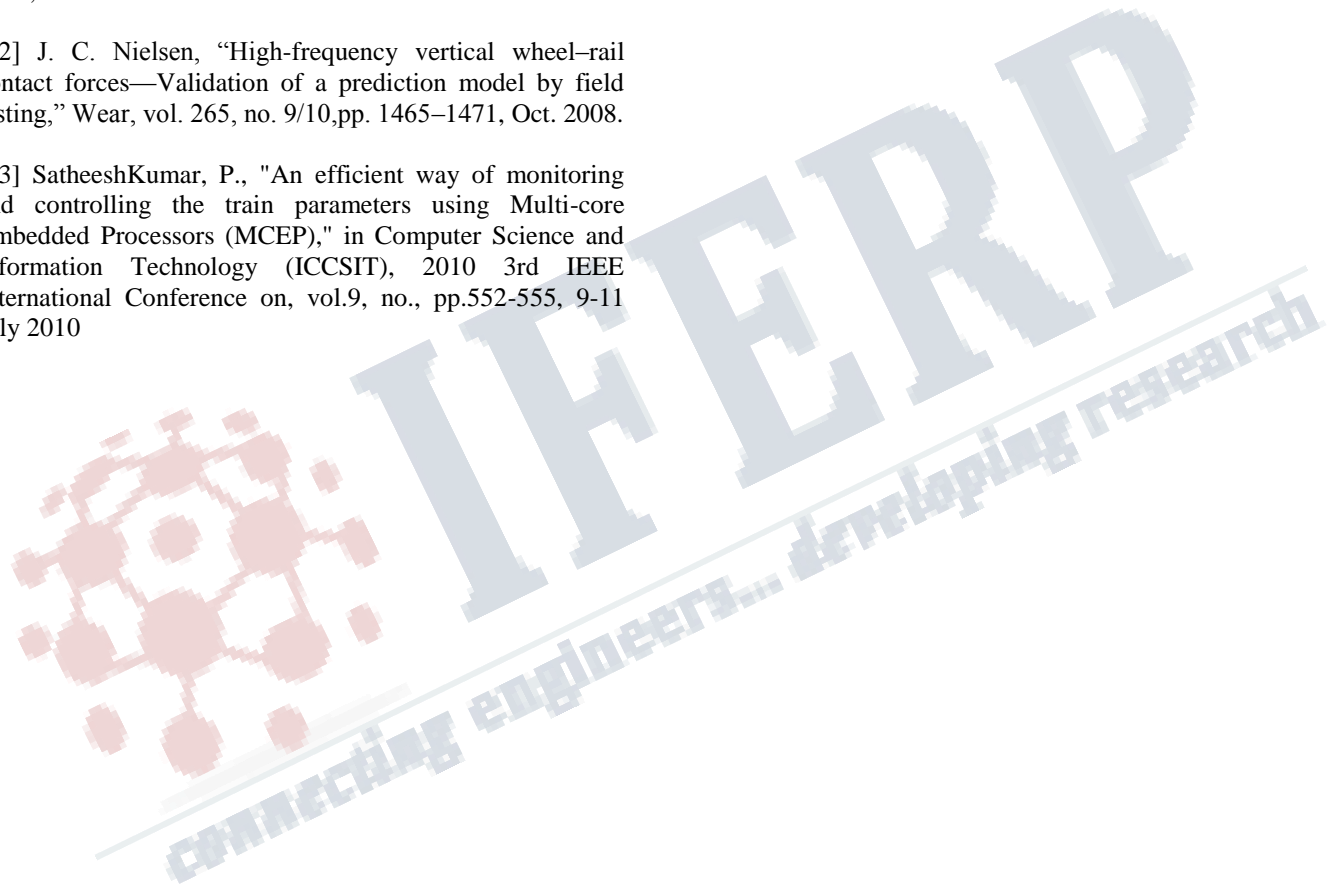 2] J. C. Nielsen, “High-frequency vertical wheel–rail
ntact forces—Validation of a prediction model by field
sting,” Wear, vol. 265, no. 9/10,pp. 1465–1471, Oct. 2008.
3] SatheeshKumar, P., "An efficient way of monitoring
d controlling the train parameters using Multi-core
mbedded Processors (MCEP)," in Computer Science and
formation Technology (ICCSIT), 2010 3rd IEEE
ternational Conference on, vol.9, no., pp.552-555, 9-11
ly 2010
IFERP
connecting engineers... developing research